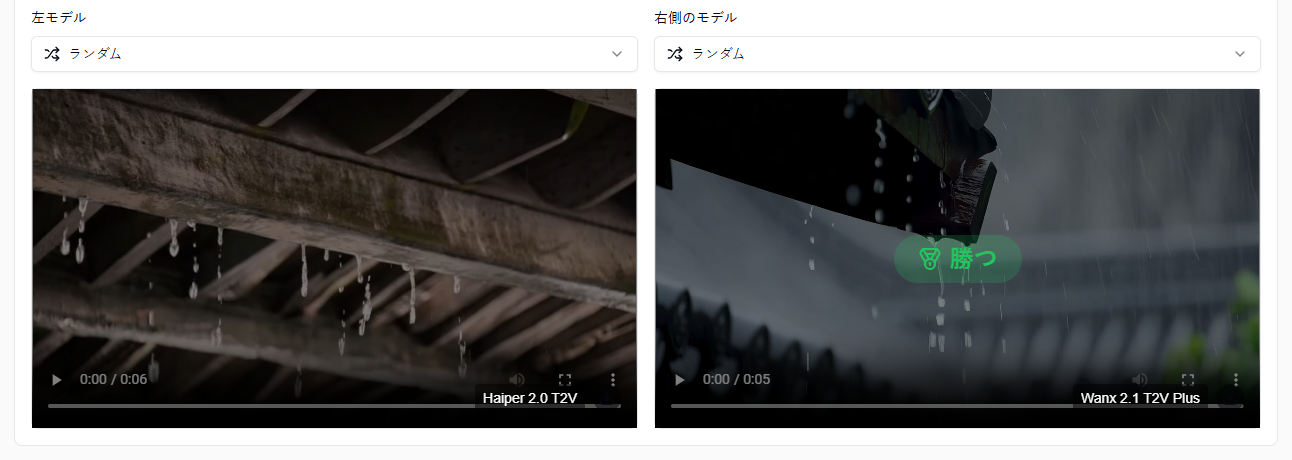 左モデル
右側のモデル
ランダム
ランダム
勝つ
0:00 / 0:06
Haiper 2.0 T2V
0:00 / 0:05
Wanx 2.1 T2V Plus